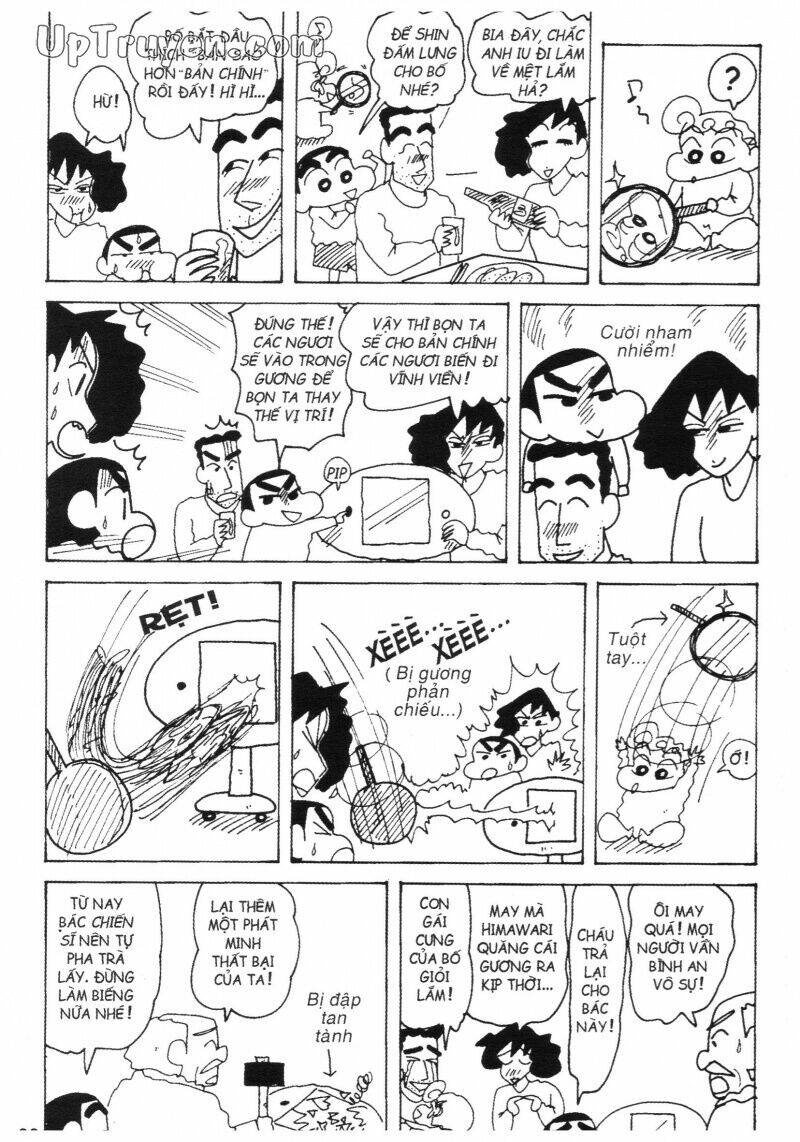 UpTruyen.com
?
BIA ĐÂY, CHẮC
ANH IU ĐI LÀM
VỀ MỆT LẮM
HẢ?
ĐỂ SHIN
ĐẤM LƯNG
CHO BỐ
NHÉ?
BỐ BẮT ĐẦU
THÍCH "BẢN SAO"
HƠN "BẢN CHÍNH"
RỒI ĐẤY! HÌ HÌ...
HỪ!
Cười nham
nhiểm!
VẬY THÌ BỌN TA
SẼ CHO BẢN CHÍNH
CÁC NGƯƠI BIẾN ĐI
VĨNH VIỄN!
ĐÚNG THẾ!
CÁC NGƯƠI
SẼ VÀO TRONG
GƯƠNG ĐỂ
BỌN TA THAY
THẾ VỊ TRÍ!
PIP
Tuột
tay...
Ớ!
XÈÈÈ... XÈÈÈ...
( Bị gương
phản
chiếu...)
RẸT!
ÔI MAY
QUÁ! MỌI
NGƯỜI VẪN
BÌNH AN
VÔ SỰ!
CHÁU
TRẢ
LẠI
CHO
BÁC
NÀY!
MAY MÀ
HIMAWARI
QUĂNG CÁI
GƯƠNG RA
KỊP THỜI...
CON
GÁI
CƯNG
CỦA BỐ
GIỎI
LẮM!
Bị đập
tan
tành
LẠI THÊM
MỘT PHÁT
MINH
THẤT BẠI
CỦA TA!
TỪ NAY
BÁC CHIẾN
SĨ NÊN TỰ
PHA TRÀ
LẤY. ĐỪNG
LÀM BIẾNG
NỮA NHÉ!